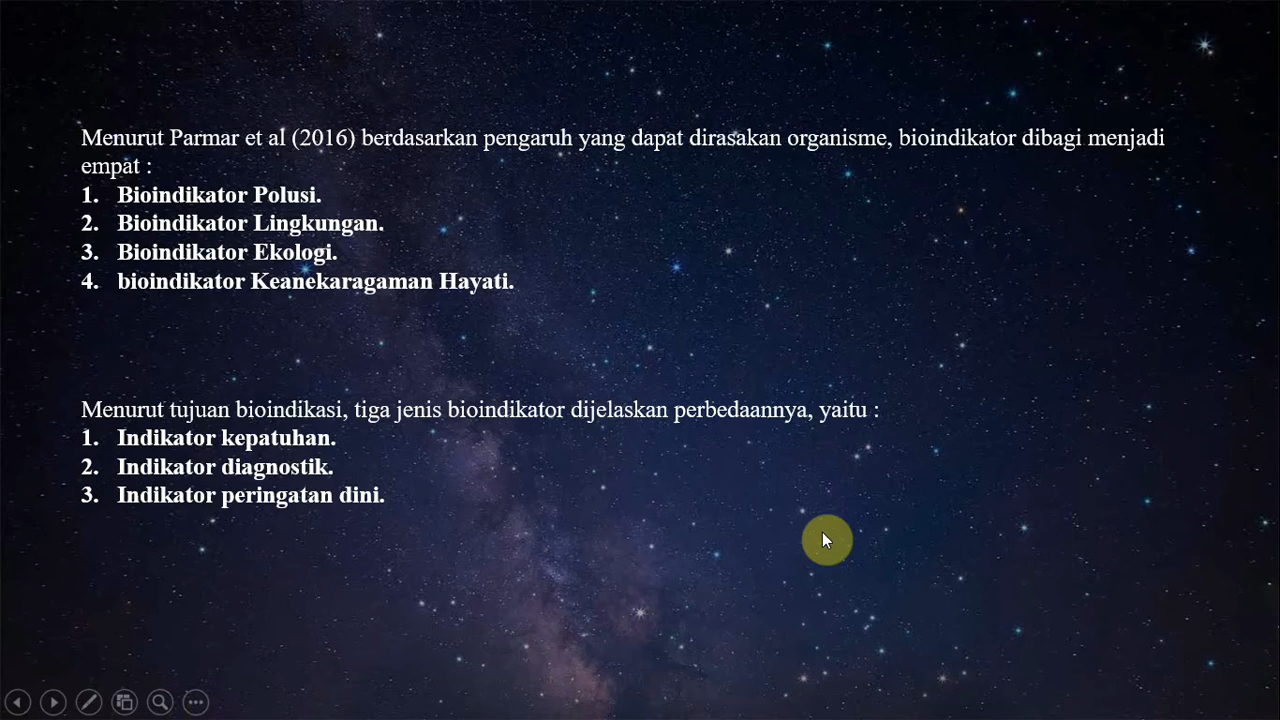 Menurut Parmar et al (2016) berdasarkan pengaruh yang dapat dirasakan organisme, bioindikator dibagi menjadi
empat :
1. Bioindikator Polusi.
2. Bioindikator Lingkungan.
3. Bioindikator Ekologi.
4. bioindikator Keanekaragaman Hayati.
Menurut tujuan bioindikasi, tiga jenis bioindikator dijelaskan perbedaannya, yaitu :
1. Indikator kepatuhan.
2. Indikator diagnostik.
3. Indikator peringatan dini.